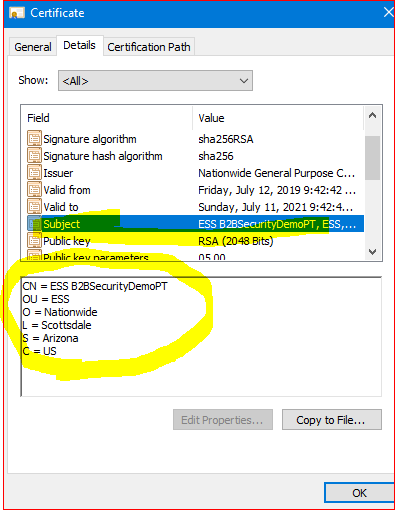 Certificate
General Details Certification Path
Show: <All>
Field Value
Signature algorithm sha256RSA
Signature hash algorithm sha256
Issuer Nationwide General Purpose C...
Valid from Friday, July 12, 2019 9:42:42 ...
Valid to Sunday, July 11, 2021 9:42:4...
Subject ESS B2BSecurityDemoPT, ESS,...
Public key RSA (2048 Bits)
Public key parameters 05 00
CN = ESS B2BSecurityDemoPT
OU = ESS
O = Nationwide
L = Scottsdale
S = Arizona
C = US
Edit Properties... Copy to File...
OK